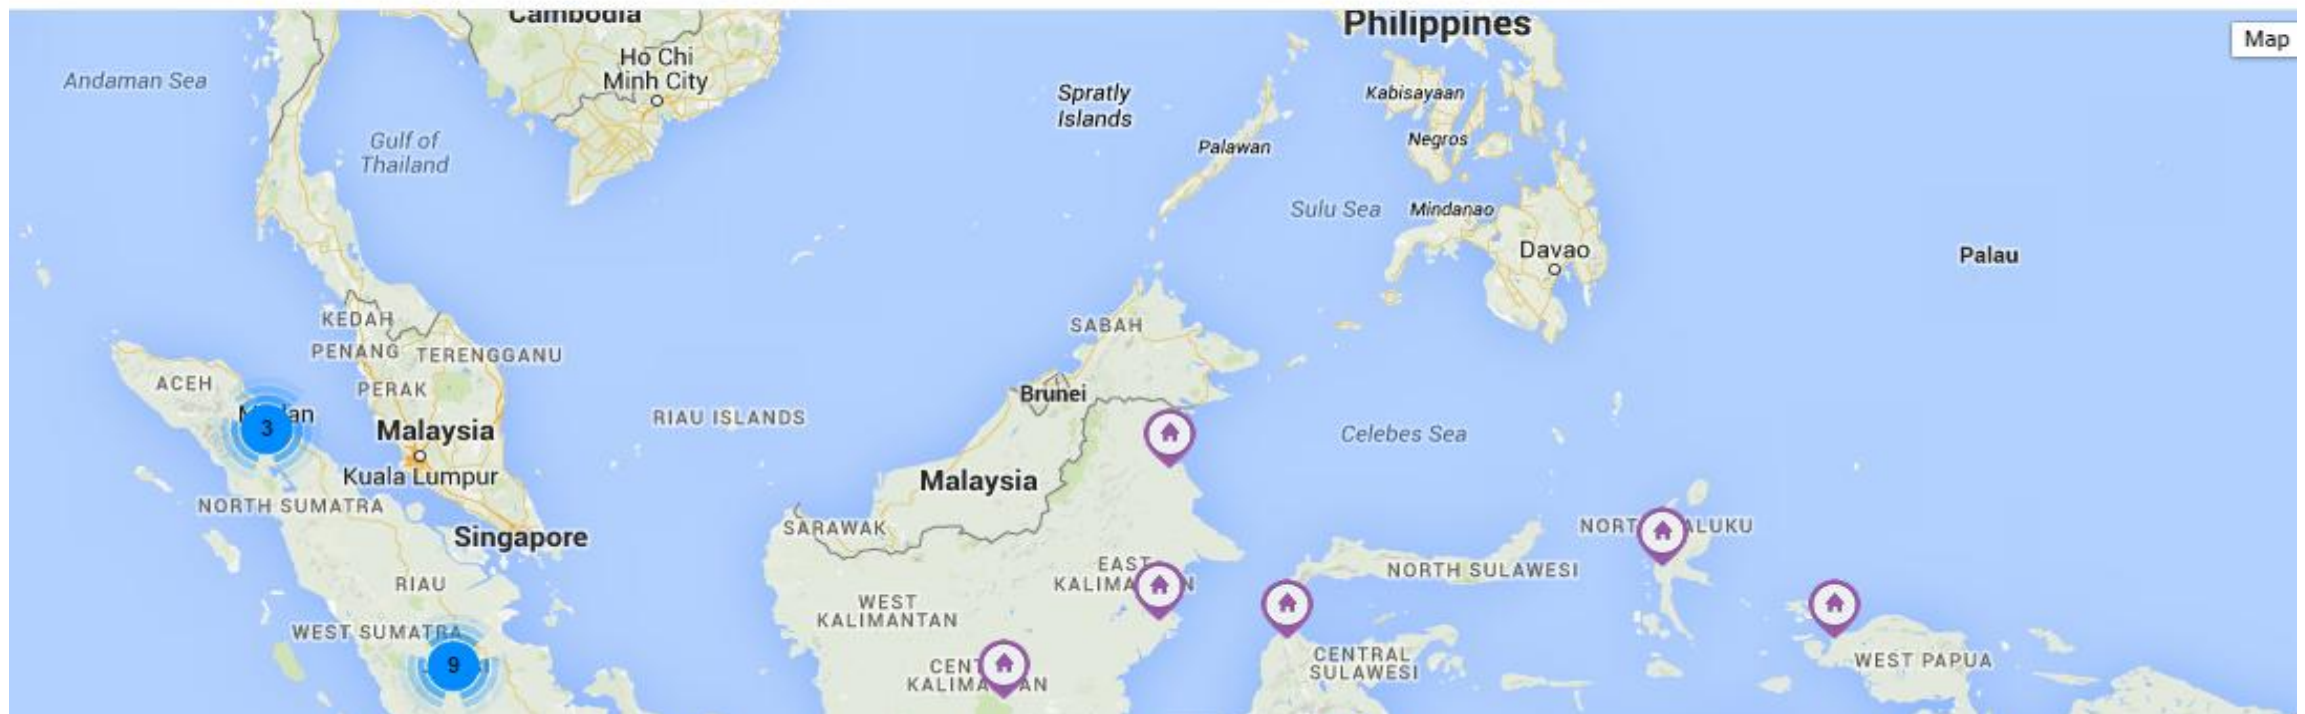 Cambodia
Philippines
Map
Ho Chi
Minh City
Andaman Sea
Spratly
Islands
Kabisayaan
Gulf of
Thailand
Palawan
Negros
Sulu Sea
Mindanao
Davao
Palau
KEDAH
SABAH
PENANG
TERENGGANU
ACEH
PERAK
Brunei
3
RIAU ISLANDS
Malaysia
Celebes Sea
Kuala Lumpur
Malaysia
NORTH SUMATRA
SARAWAK
Singapore
EAST
NORTH SULAWESI
RIAU
WEST
KALIMANTAN
WEST SUMATRA
9
CENTRAL
SULAWESI
WEST PAPUA